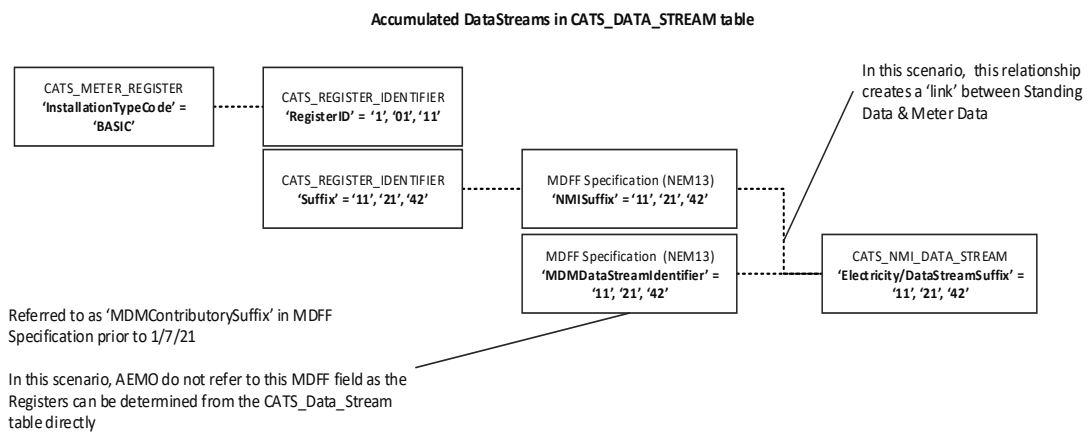 Accumulated DataStreams in CATS_DATA_STREAM table
CATS_METER_REGISTER
‘InstallationTypeCode’ =
‘BASIC’
CATS_REGISTER_IDENTIFIER
‘RegisterID’ = ‘1’, ‘01’, ‘11’
In this scenario, this relationship
creates a ‘link’ between Standing
Data & Meter Data
CATS_REGISTER_IDENTIFIER
‘Suffix’ = ‘11’, ‘21’, ‘42’
MDFF Specification (NEM13)
‘NMISuffix’ = ‘11’, ‘21’, ‘42’
MDFF Specification (NEM13)
‘MDMDataStreamIdentifier’ =
‘11’, ‘21’, ‘42’
CATS_NMI_DATA_STREAM
‘Electricity/DataStreamSuffix’ =
‘11’, ‘21’, ‘42’
Referred to as ‘MDMContributorySuffix’ in MDFF
Specification prior to 1/7/21
In this scenario, AEMO do not refer to this MDFF field as the
Registers can be determined from the CATS_Data_Stream
table directly